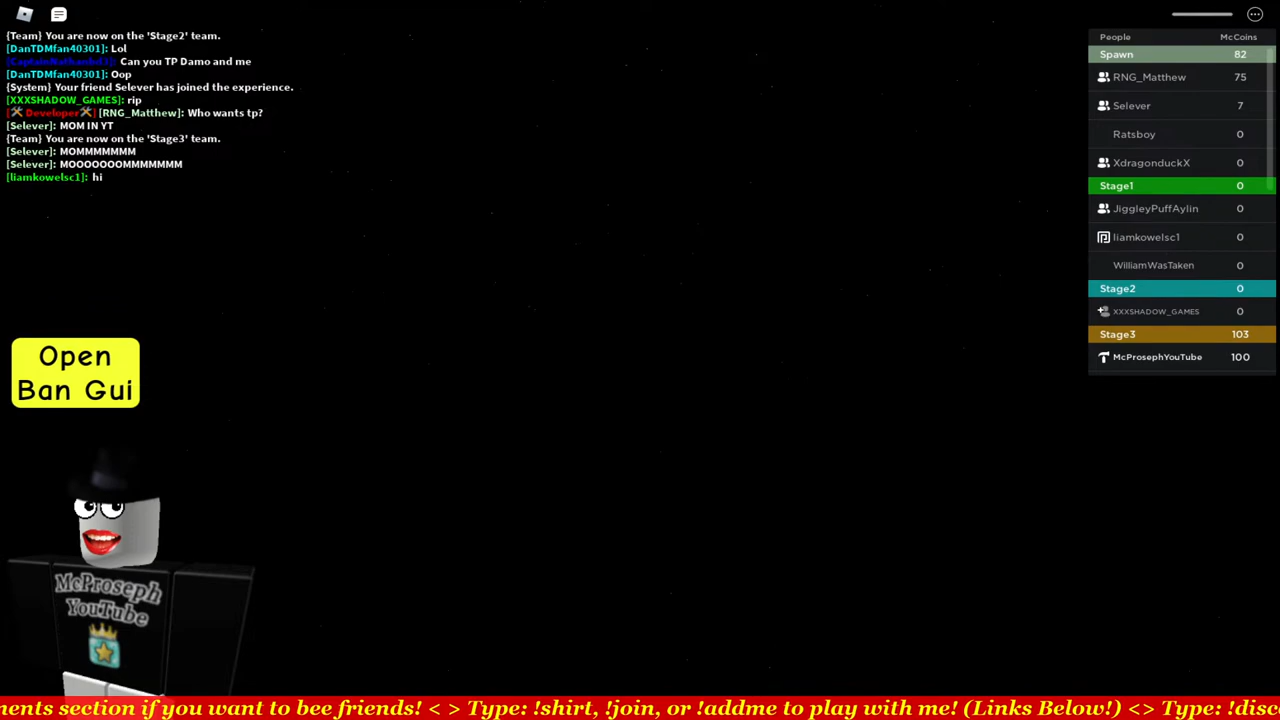 {Team} You are now on the 'Stage2' team.
[DanTDMfan40301]: Lol
Can you TP Damo and me
[DanTDMfan40301]: Oop
{System} Your friend Selever has joined the experience.
[XXXSHADOW_GAMES]: rip
[🛠 Developer🛠] [RNG_Matthew]: Who wants tp?
[Selever]: MOM IN YT
{Team} You are now on the 'Stage3' team.
[Selever]: MOMMMMMMM
[Selever]: MOOOOOOOMMMMMMM
[liamkowelsc1]: hi
People McCoins
Spawn 82
RNG_Matthew 75
Selever 7
Ratsboy 0
XdragonduckX 0
Stage1 0
JiggleyPuffAylin 0
liamkowelsc1 0
WilliamWasTaken 0
Stage2 0
XXXSHADOW_GAMES 0
Stage3 103
McProsephYouTube 100
Open
Ban Gui
McProseph
YouTube
ments section if you want to bee friends! < > Type: !shirt, !join, or !addme to play with me! (Links Below!) <> Type: !disc